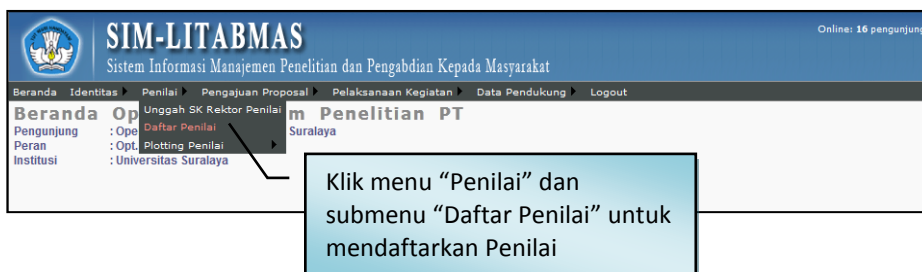 SIM-LITABMAS
Online: 16 pengunjung
Sistem Informasi Manajemen Penelitian dan Pengabdian Kepada Masyarakat
Beranda Identitas Penilai Pengajuan Proposal Pelaksanaan Kegiatan Data Pendukung Logout
Beranda Op m Penelitian PT
Unggah SK Rektor Penilai
Pengunjung : Ope Suralaya
Daftar Penilai
Peran : Opt.
Plotting Penilai
Institusi : Universitas Suralaya
Klik menu “Penilai” dan
submenu “Daftar Penilai” untuk
mendaftarkan Penilai